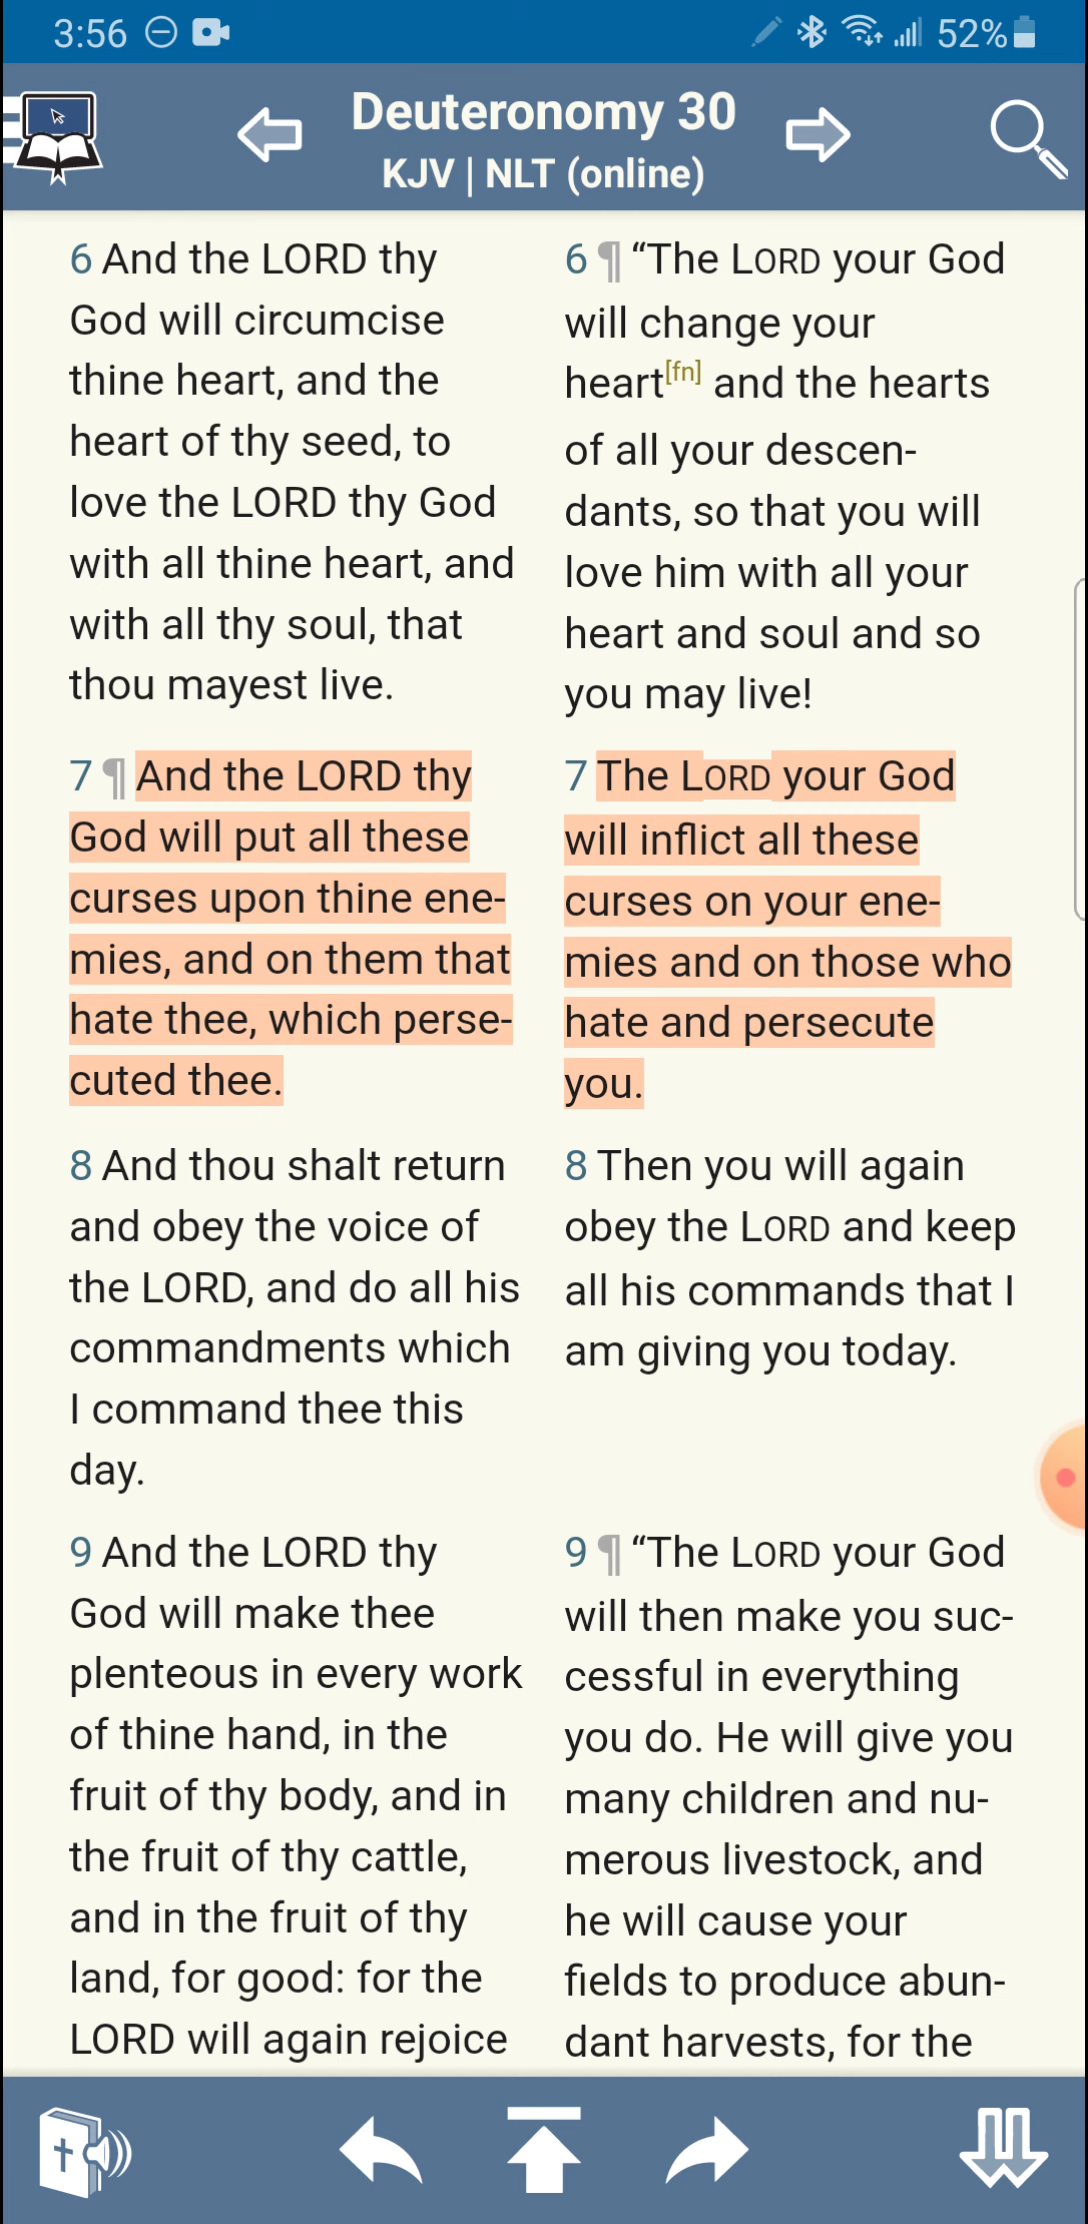 3:56
52%
Deuteronomy 30
KJV | NLT (online)
6 And the LORD thy
God will circumcise
thine heart, and the
heart of thy seed, to
love the LORD thy God
with all thine heart, and
with all thy soul, that
thou mayest live.
7 ¶ And the LORD thy
God will put all these
curses upon thine ene-
mies, and on them that
hate thee, which perse-
cuted thee.
8 And thou shalt return
and obey the voice of
the LORD, and do all his
commandments which
I command thee this
day.
9 And the LORD thy
God will make thee
plenteous in every work
of thine hand, in the
fruit of thy body, and in
the fruit of thy cattle,
and in the fruit of thy
land, for good: for the
LORD will again rejoice
6 ¶ “The LORD your God
will change your
heart[fn] and the hearts
of all your descen-
dants, so that you will
love him with all your
heart and soul and so
you may live!
7 The LORD your God
will inflict all these
curses on your ene-
mies and on those who
hate and persecute
you.
8 Then you will again
obey the LORD and keep
all his commands that I
am giving you today.
9 ¶ “The LORD your God
will then make you suc-
cessful in everything
you do. He will give you
many children and nu-
merous livestock, and
he will cause your
fields to produce abun-
dant harvests, for the